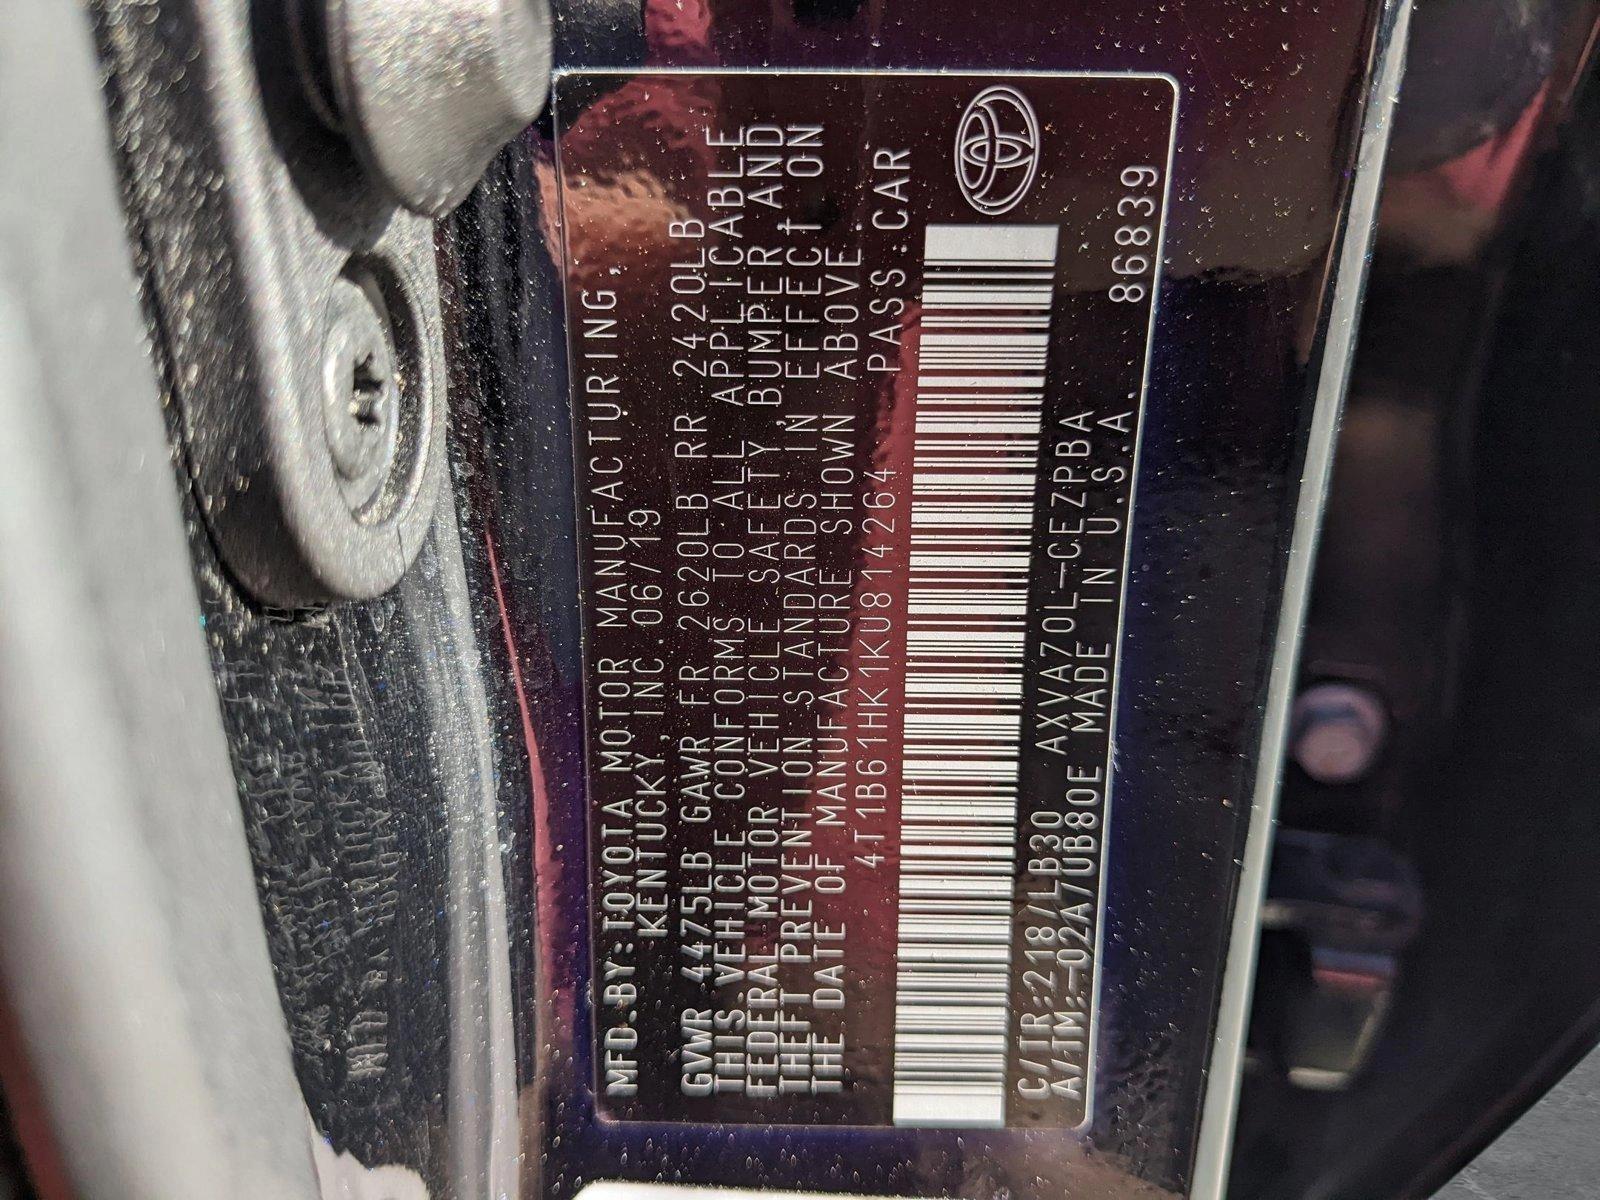 MFD.BY:TOYOTA MOTOR MANUFACTURING,
KENTUCKY, INC. 06/19
GVWR 4475LB GAWR FR 2620LB RR 2420LB
THIS VEHICLE CONFORMS TO ALL APPLICABLE
FEDERAL MOTOR VEHICLE SAFETY, BUMPER, AND
THEFT PREVENTION STANDARDS IN EFFECT ON
THE DATE OF MANUFACTURE SHOWN ABOVE.
4T1B61HK1KU814264 PASS.CAR
C/TR:218/LB30 AXVA70L-CEZPBA
A/TM:-02A/UB80E MADE IN U.S.A. 86839